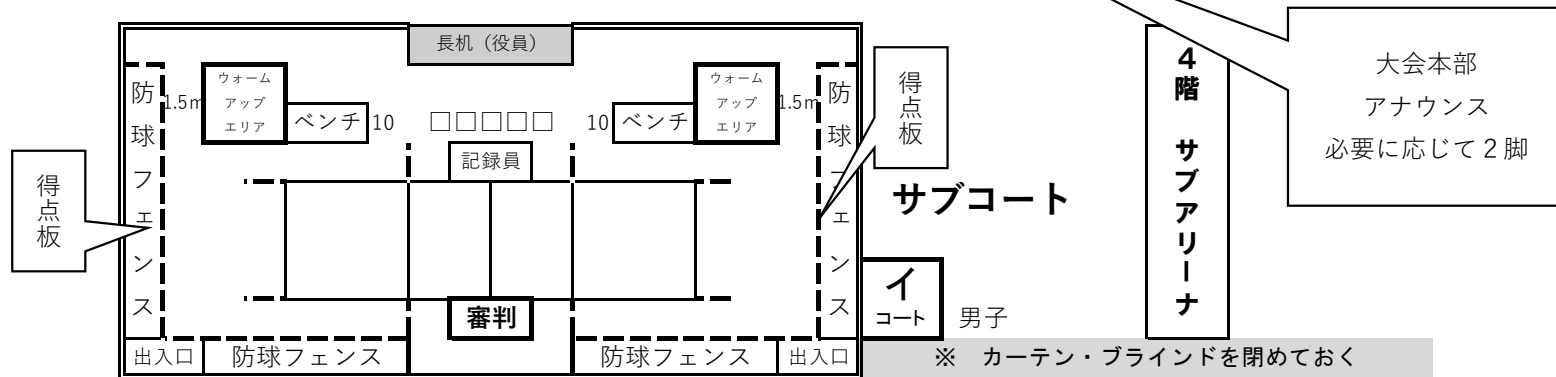 長机（役員）
ウォーム
アップ
エリア
ウォーム
アップ
エリア
防球フェンス
1.5m
ベンチ
10
□□□□□
10
ベンチ
1.5m
防球フェンス
得点板
得点板
記録員
審判
出入口
防球フェンス
防球フェンス
出入口
サブコート
イ
コート
男子
４階　サブアリーナ
大会本部
アナウンス
必要に応じて２脚
※　カーテン・ブラインドを閉めておく